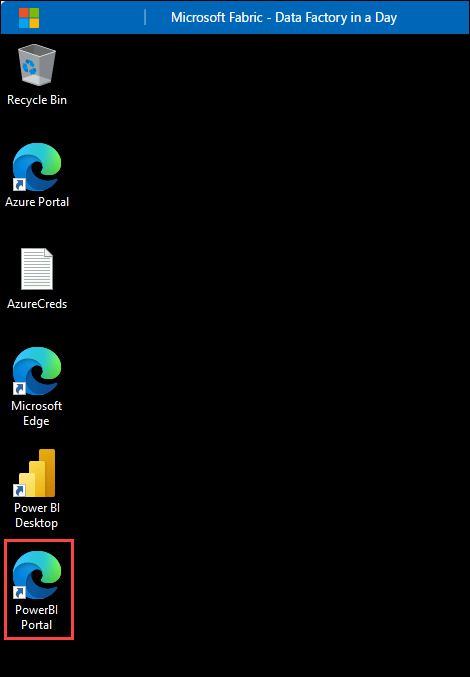 Microsoft Fabric - Data Factory in a Day
Recycle Bin
Azure Portal
AzureCreds
Microsoft
Edge
Power BI
Desktop
PowerBI
Portal